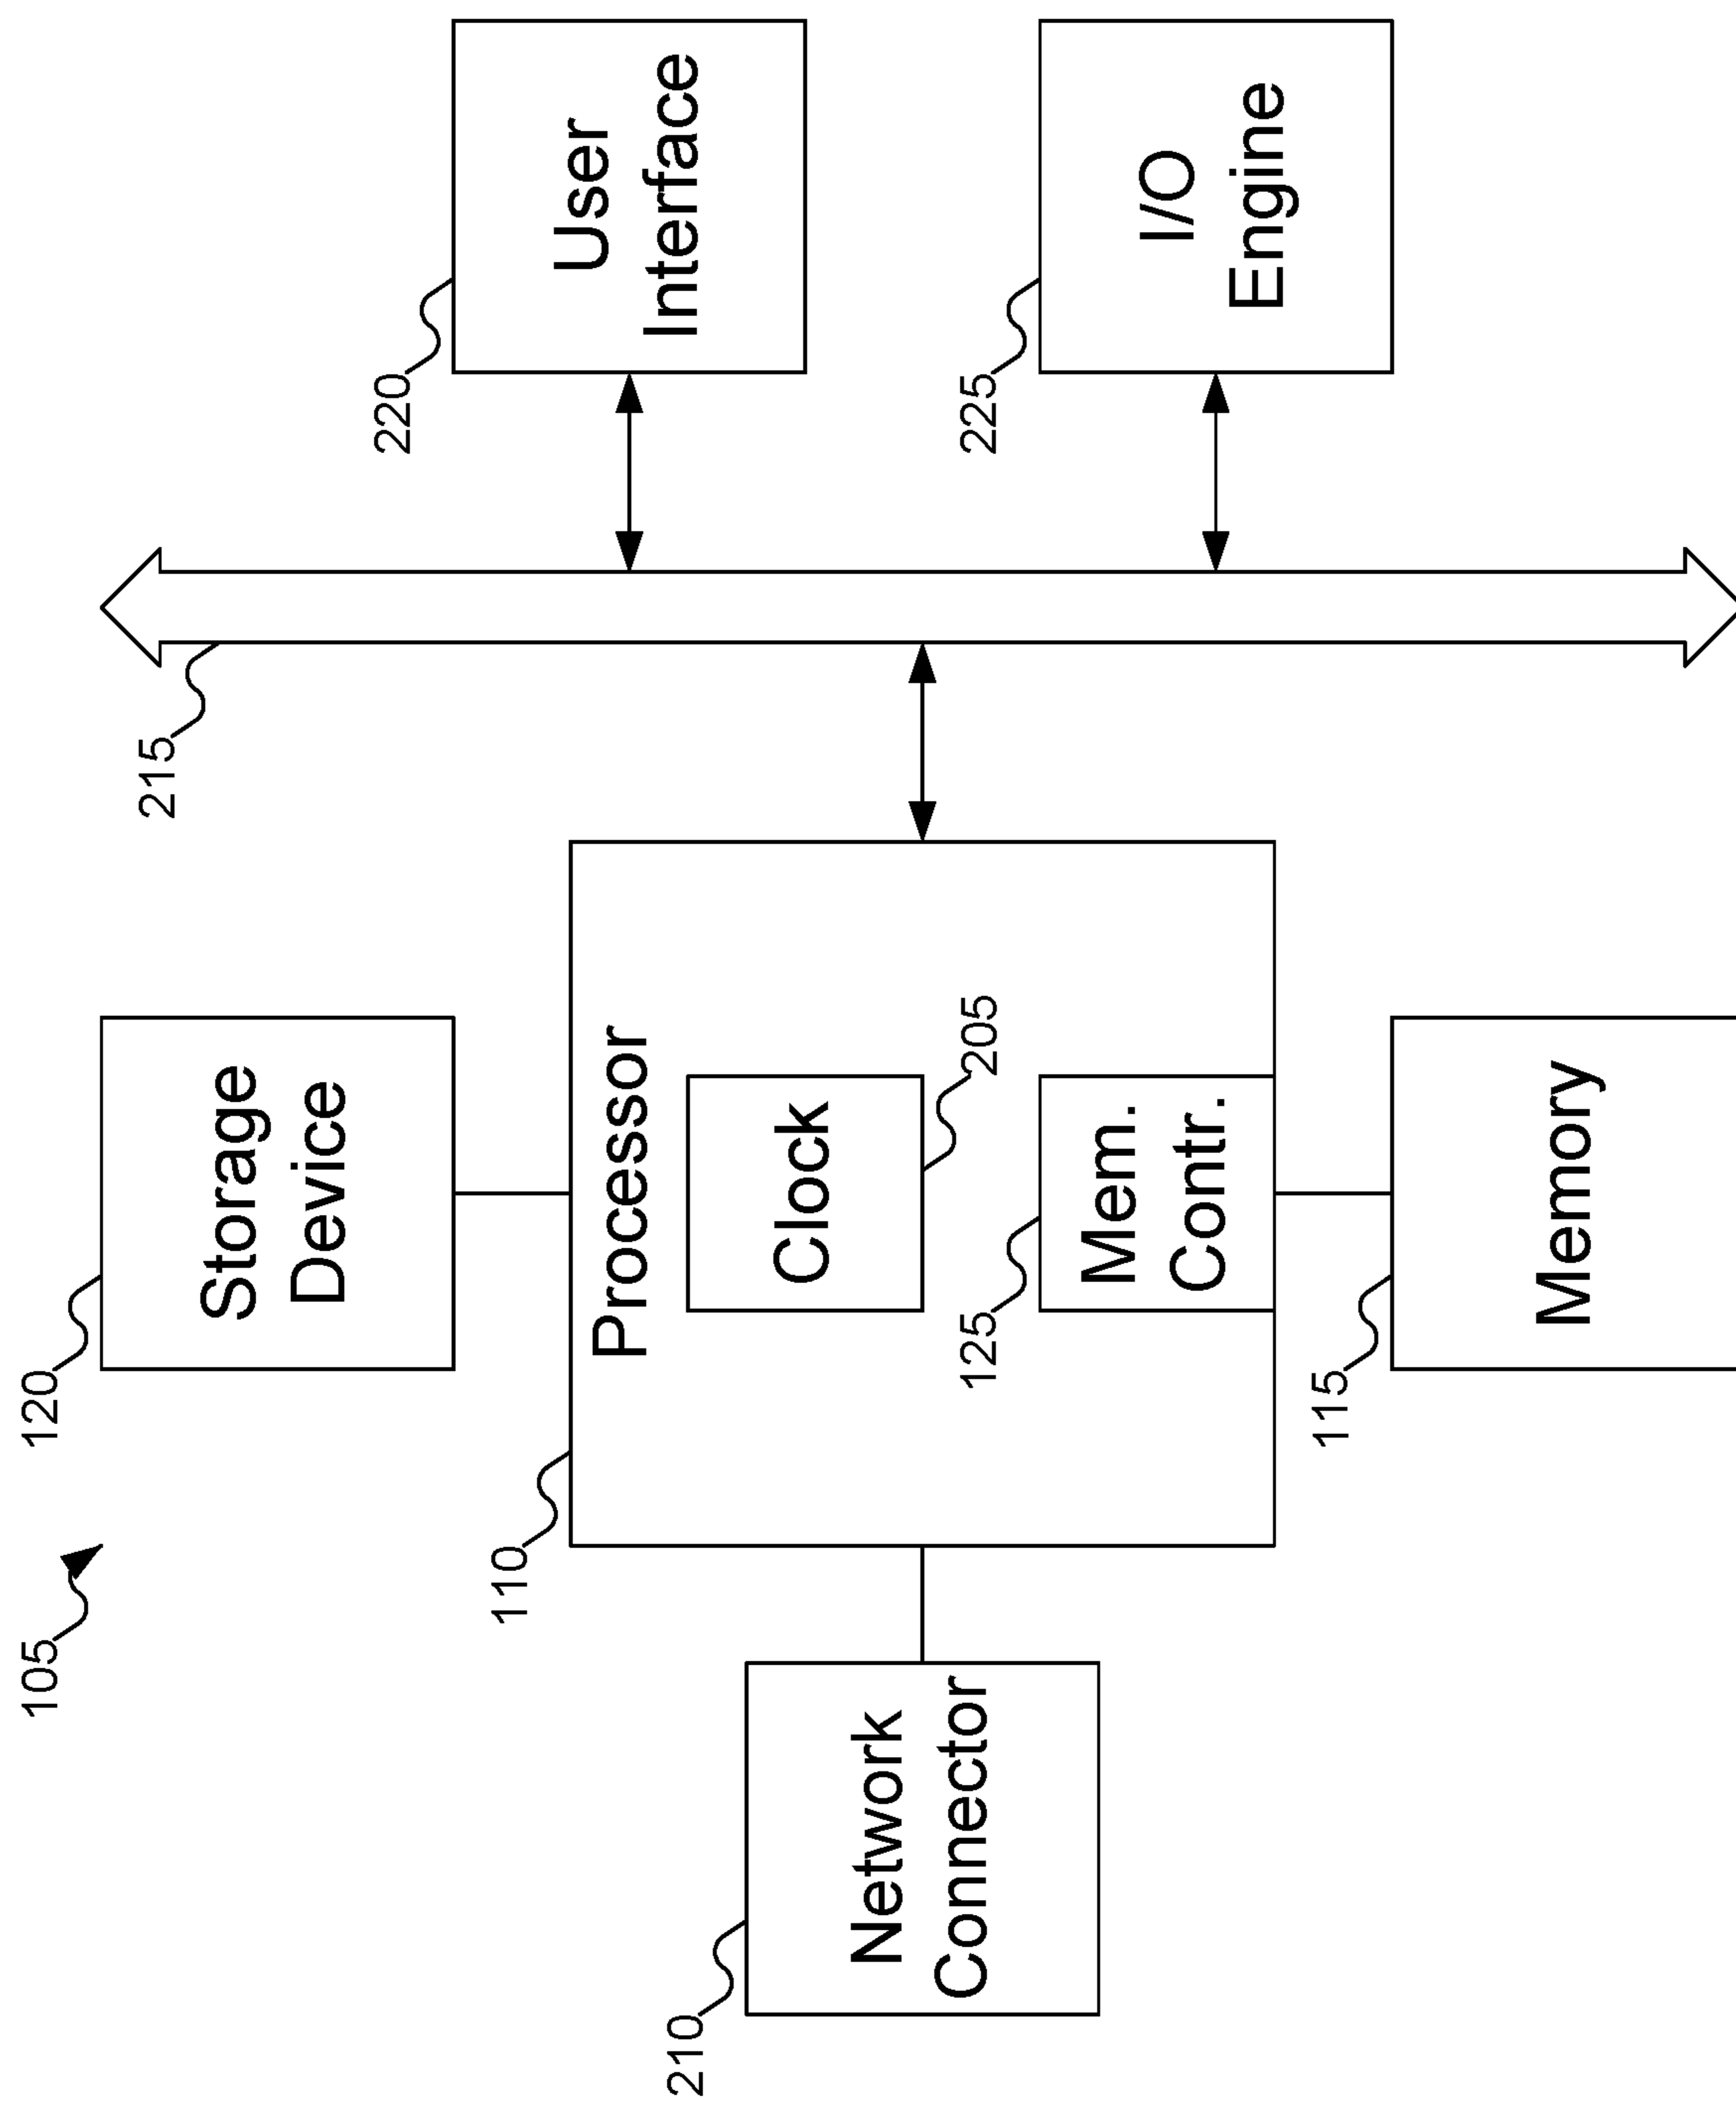 105
120
Storage
Device
110
Processor
Clock
205
125
Mem.
Contr.
115
Memory
210
Network
Connector
215
220
User
Interface
225
I/O
Engine